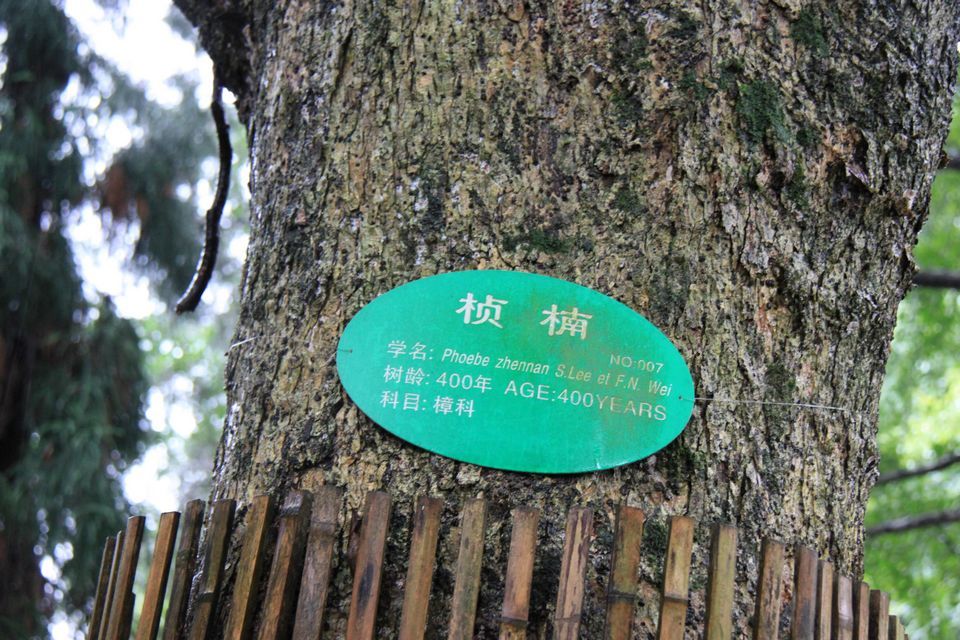 桢楠
NO:007
学名: Phoebe zhennan S.Lee et F.N. Wei
树龄: 400年 AGE:400YEARS
科目: 樟科